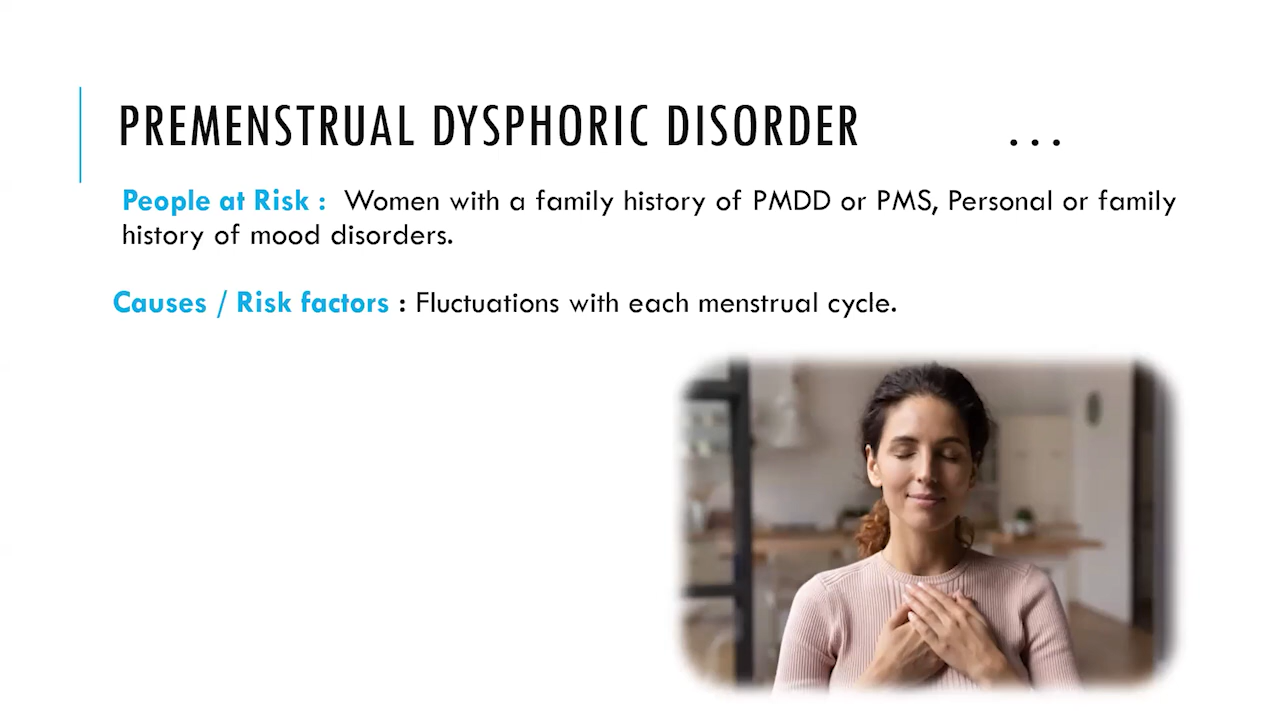 PREMENSTRUAL DYSPHORIC DISORDER ...
People at Risk : Women with a family history of PMDD or PMS, Personal or family
history of mood disorders.
Causes / Risk factors : Fluctuations with each menstrual cycle.